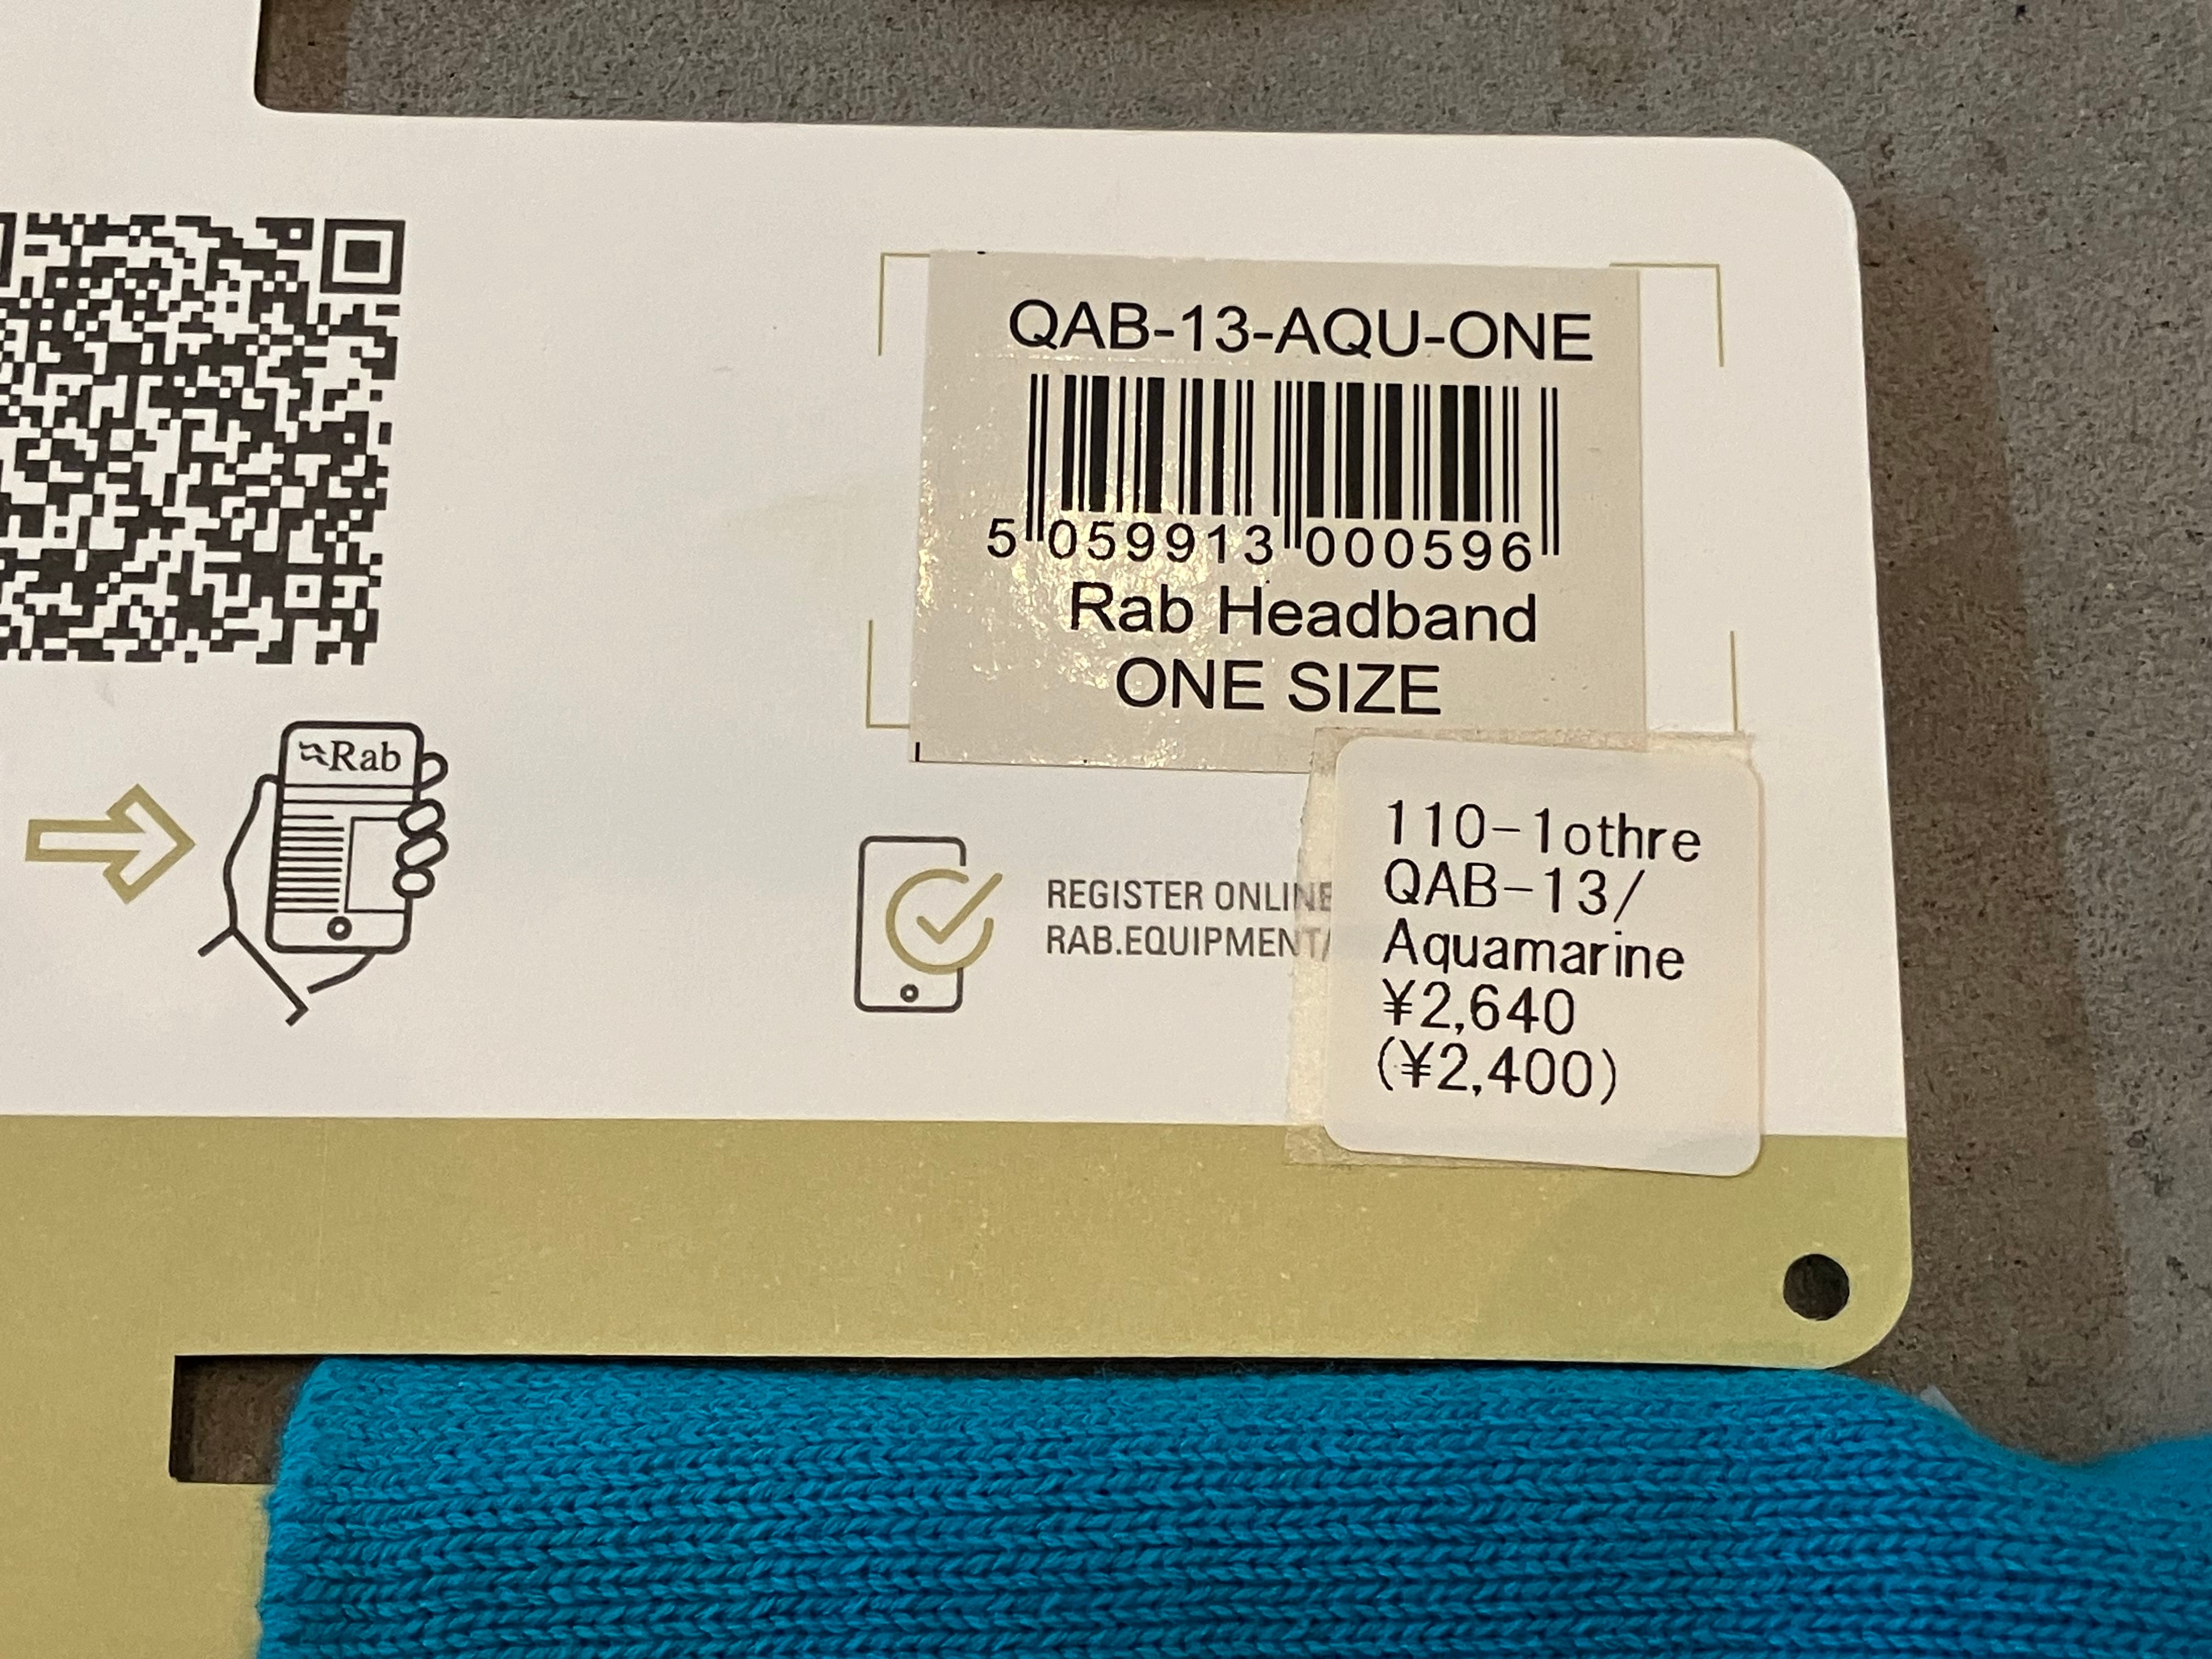 QAB-13-AQU-ONE
5 059913 000596
Rab Headband
ONE SIZE
Rab
REGISTER ONLINE
RAB.EQUIPMENT/
110-1othre
QAB-13/
Aquamarine
¥2,640
(¥2,400)